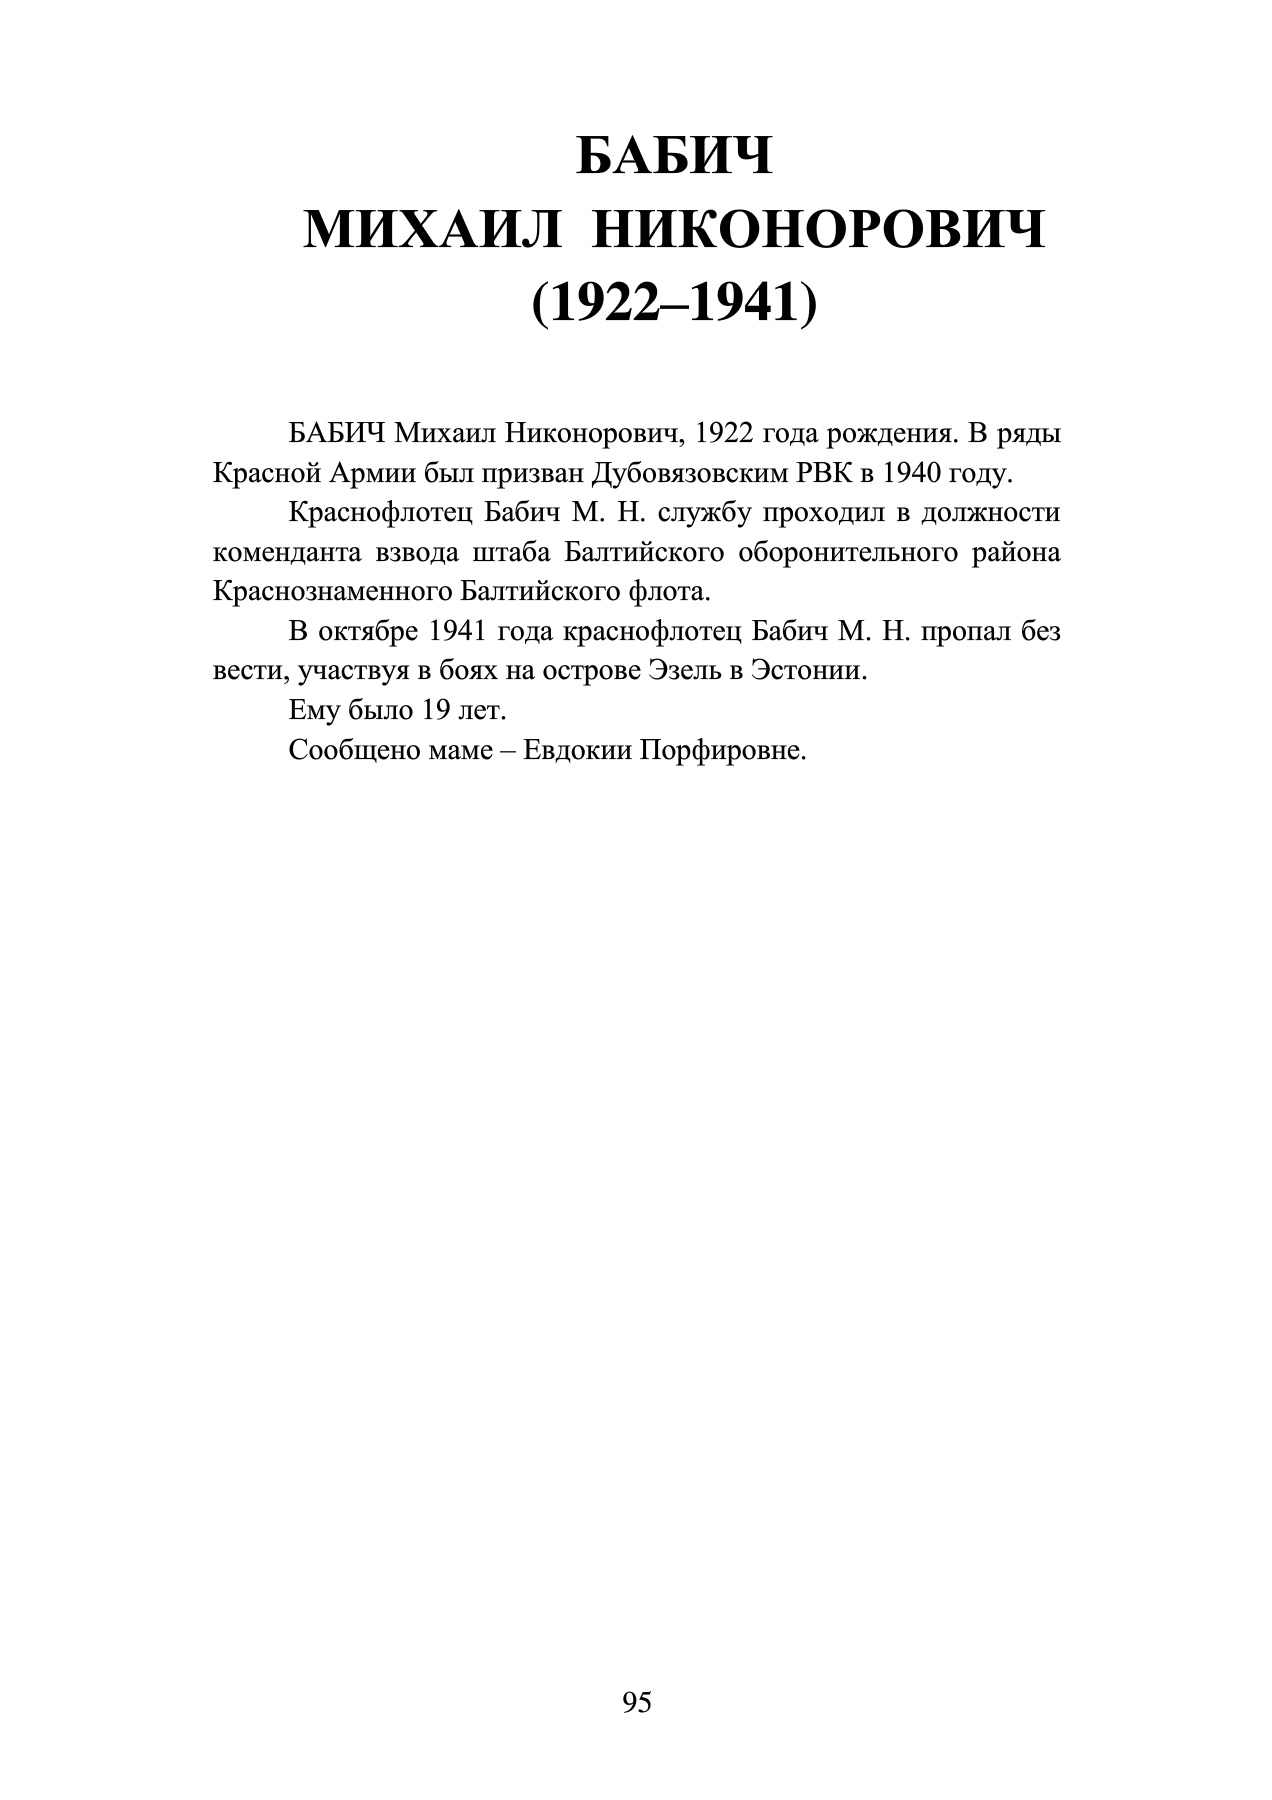 БАБИЧ
МИХАИЛ НИКОНОРОВИЧ
(1922–1941)
БАБИЧ Михаил Никонорович, 1922 года рождения. В ряды
Красной Армии был призван Дубовязовским РВК в 1940 году.
Краснофлотец Бабич М. Н. службу проходил в должности
коменданта взвода штаба Балтийского оборонительного района
Краснознаменного Балтийского флота.
В октябре 1941 года краснофлотец Бабич М. Н. пропал без
вести, участвуя в боях на острове Эзель в Эстонии.
Ему было 19 лет.
Сообщено маме – Евдокии Порфировне.
95